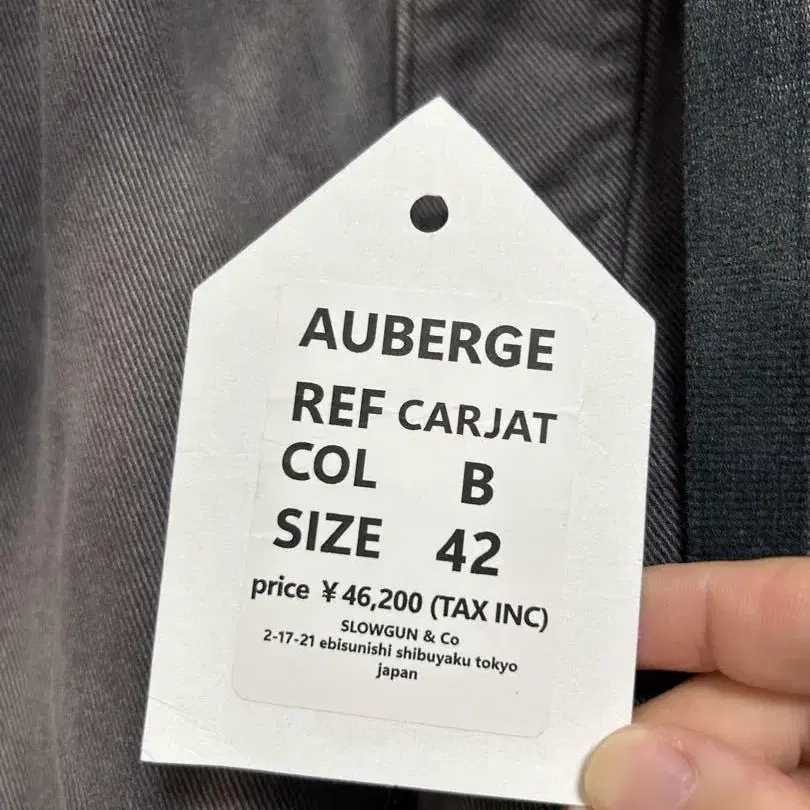 AUBERGE
REF CARJAT
COL B
SIZE 42
price ￥46,200 (TAX INC)
SLOWGUN & Co
2-17-21 ebisunishi shibuyaku tokyo
japan